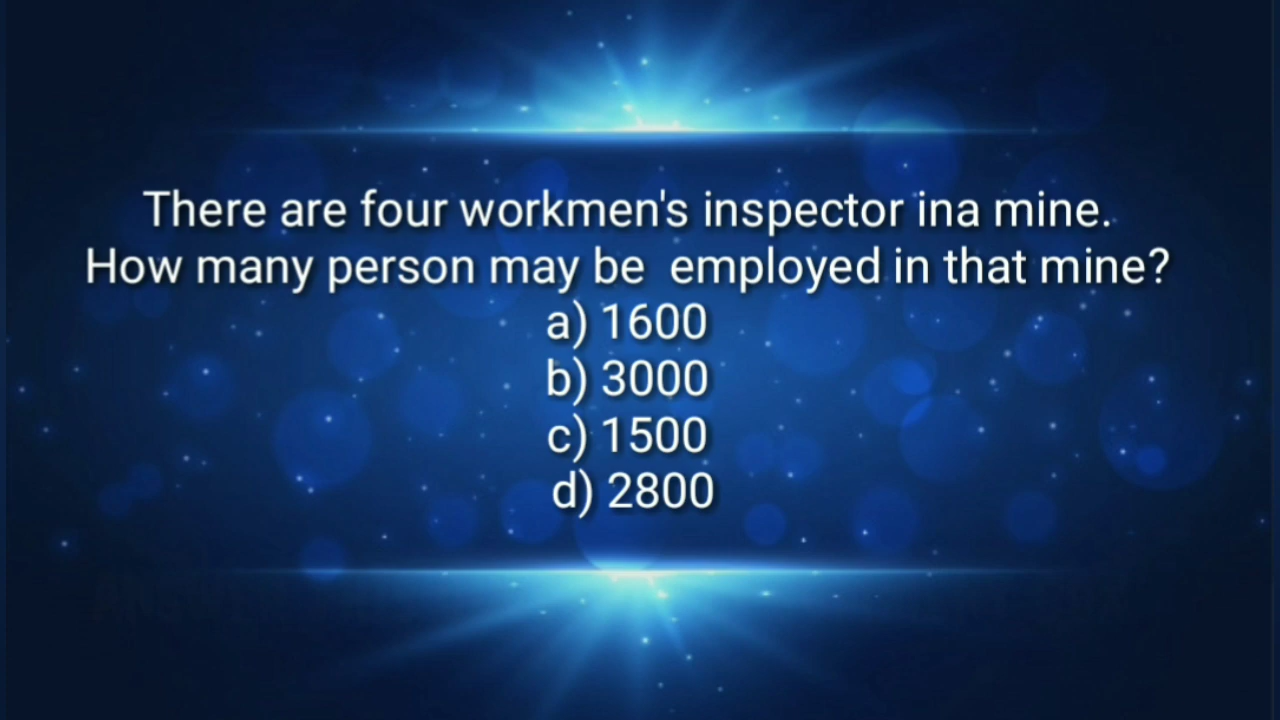 There are four workmen's inspector ina mine.
How many person may be  employed in that mine?
a) 1600
b) 3000
c) 1500
d) 2800